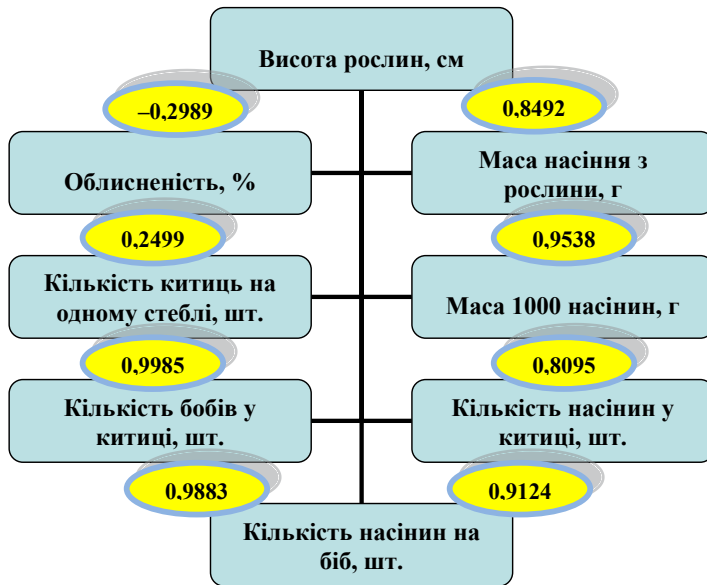 Висота рослин, см
–0,2989
0,8492
Облисненість, %
Маса насіння з
рослини, г
0,2499
0,9538
Кількість китиць на
одному стеблі, шт.
Маса 1000 насінин, г
0,9985
0,8095
Кількість бобів у
китиці, шт.
Кількість насінин у
китиці, шт.
0,9883
0,9124
Кількість насінин на
біб, шт.